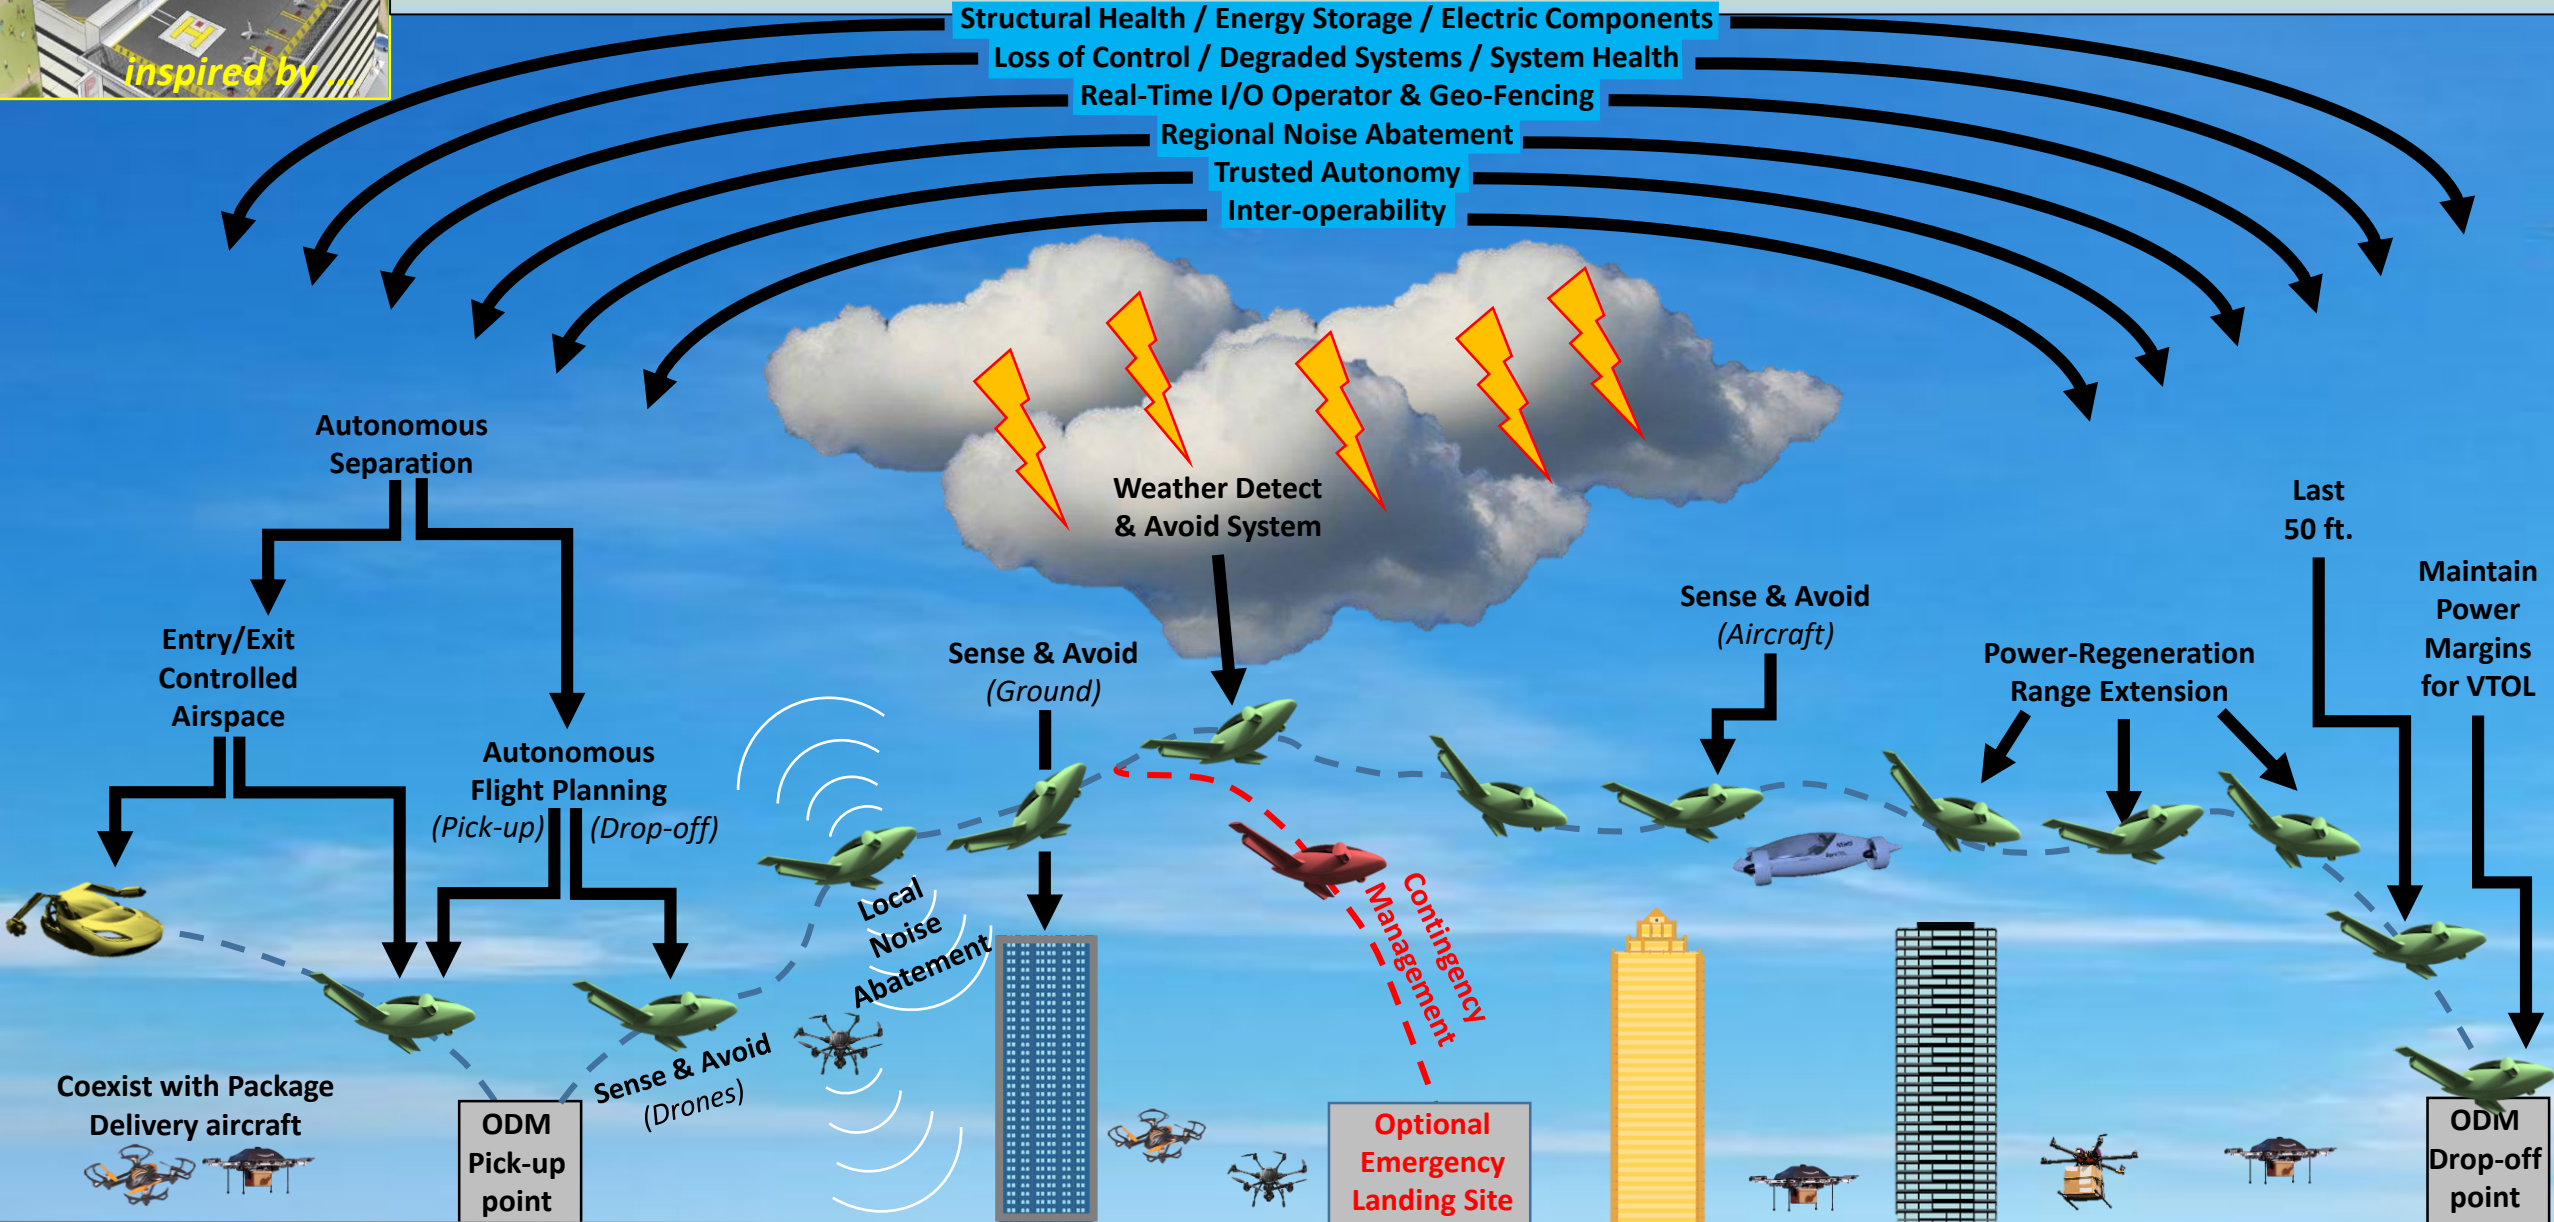 inspired by ...
Structural Health / Energy Storage / Electric Components
Loss of Control / Degraded Systems / System Health
Real-Time I/O Operator & Geo-Fencing
Regional Noise Abatement
Trusted Autonomy
Inter-operability
Autonomous
Separation
Entry/Exit
Controlled
Airspace
Autonomous
Flight Planning
(Pick-up)
(Drop-off)
Weather Detect
& Avoid System
Sense & Avoid
(Ground)
Sense & Avoid
(Aircraft)
Power-Regeneration
Range Extension
Last
50 ft.
Maintain
Power
Margins
for VTOL
Local
Noise
Abatement
Contingency
Management
Sense & Avoid
(Drones)
Coexist with Package
Delivery aircraft
ODM
Pick-up
point
Optional
Emergency
Landing Site
ODM
Drop-off
point